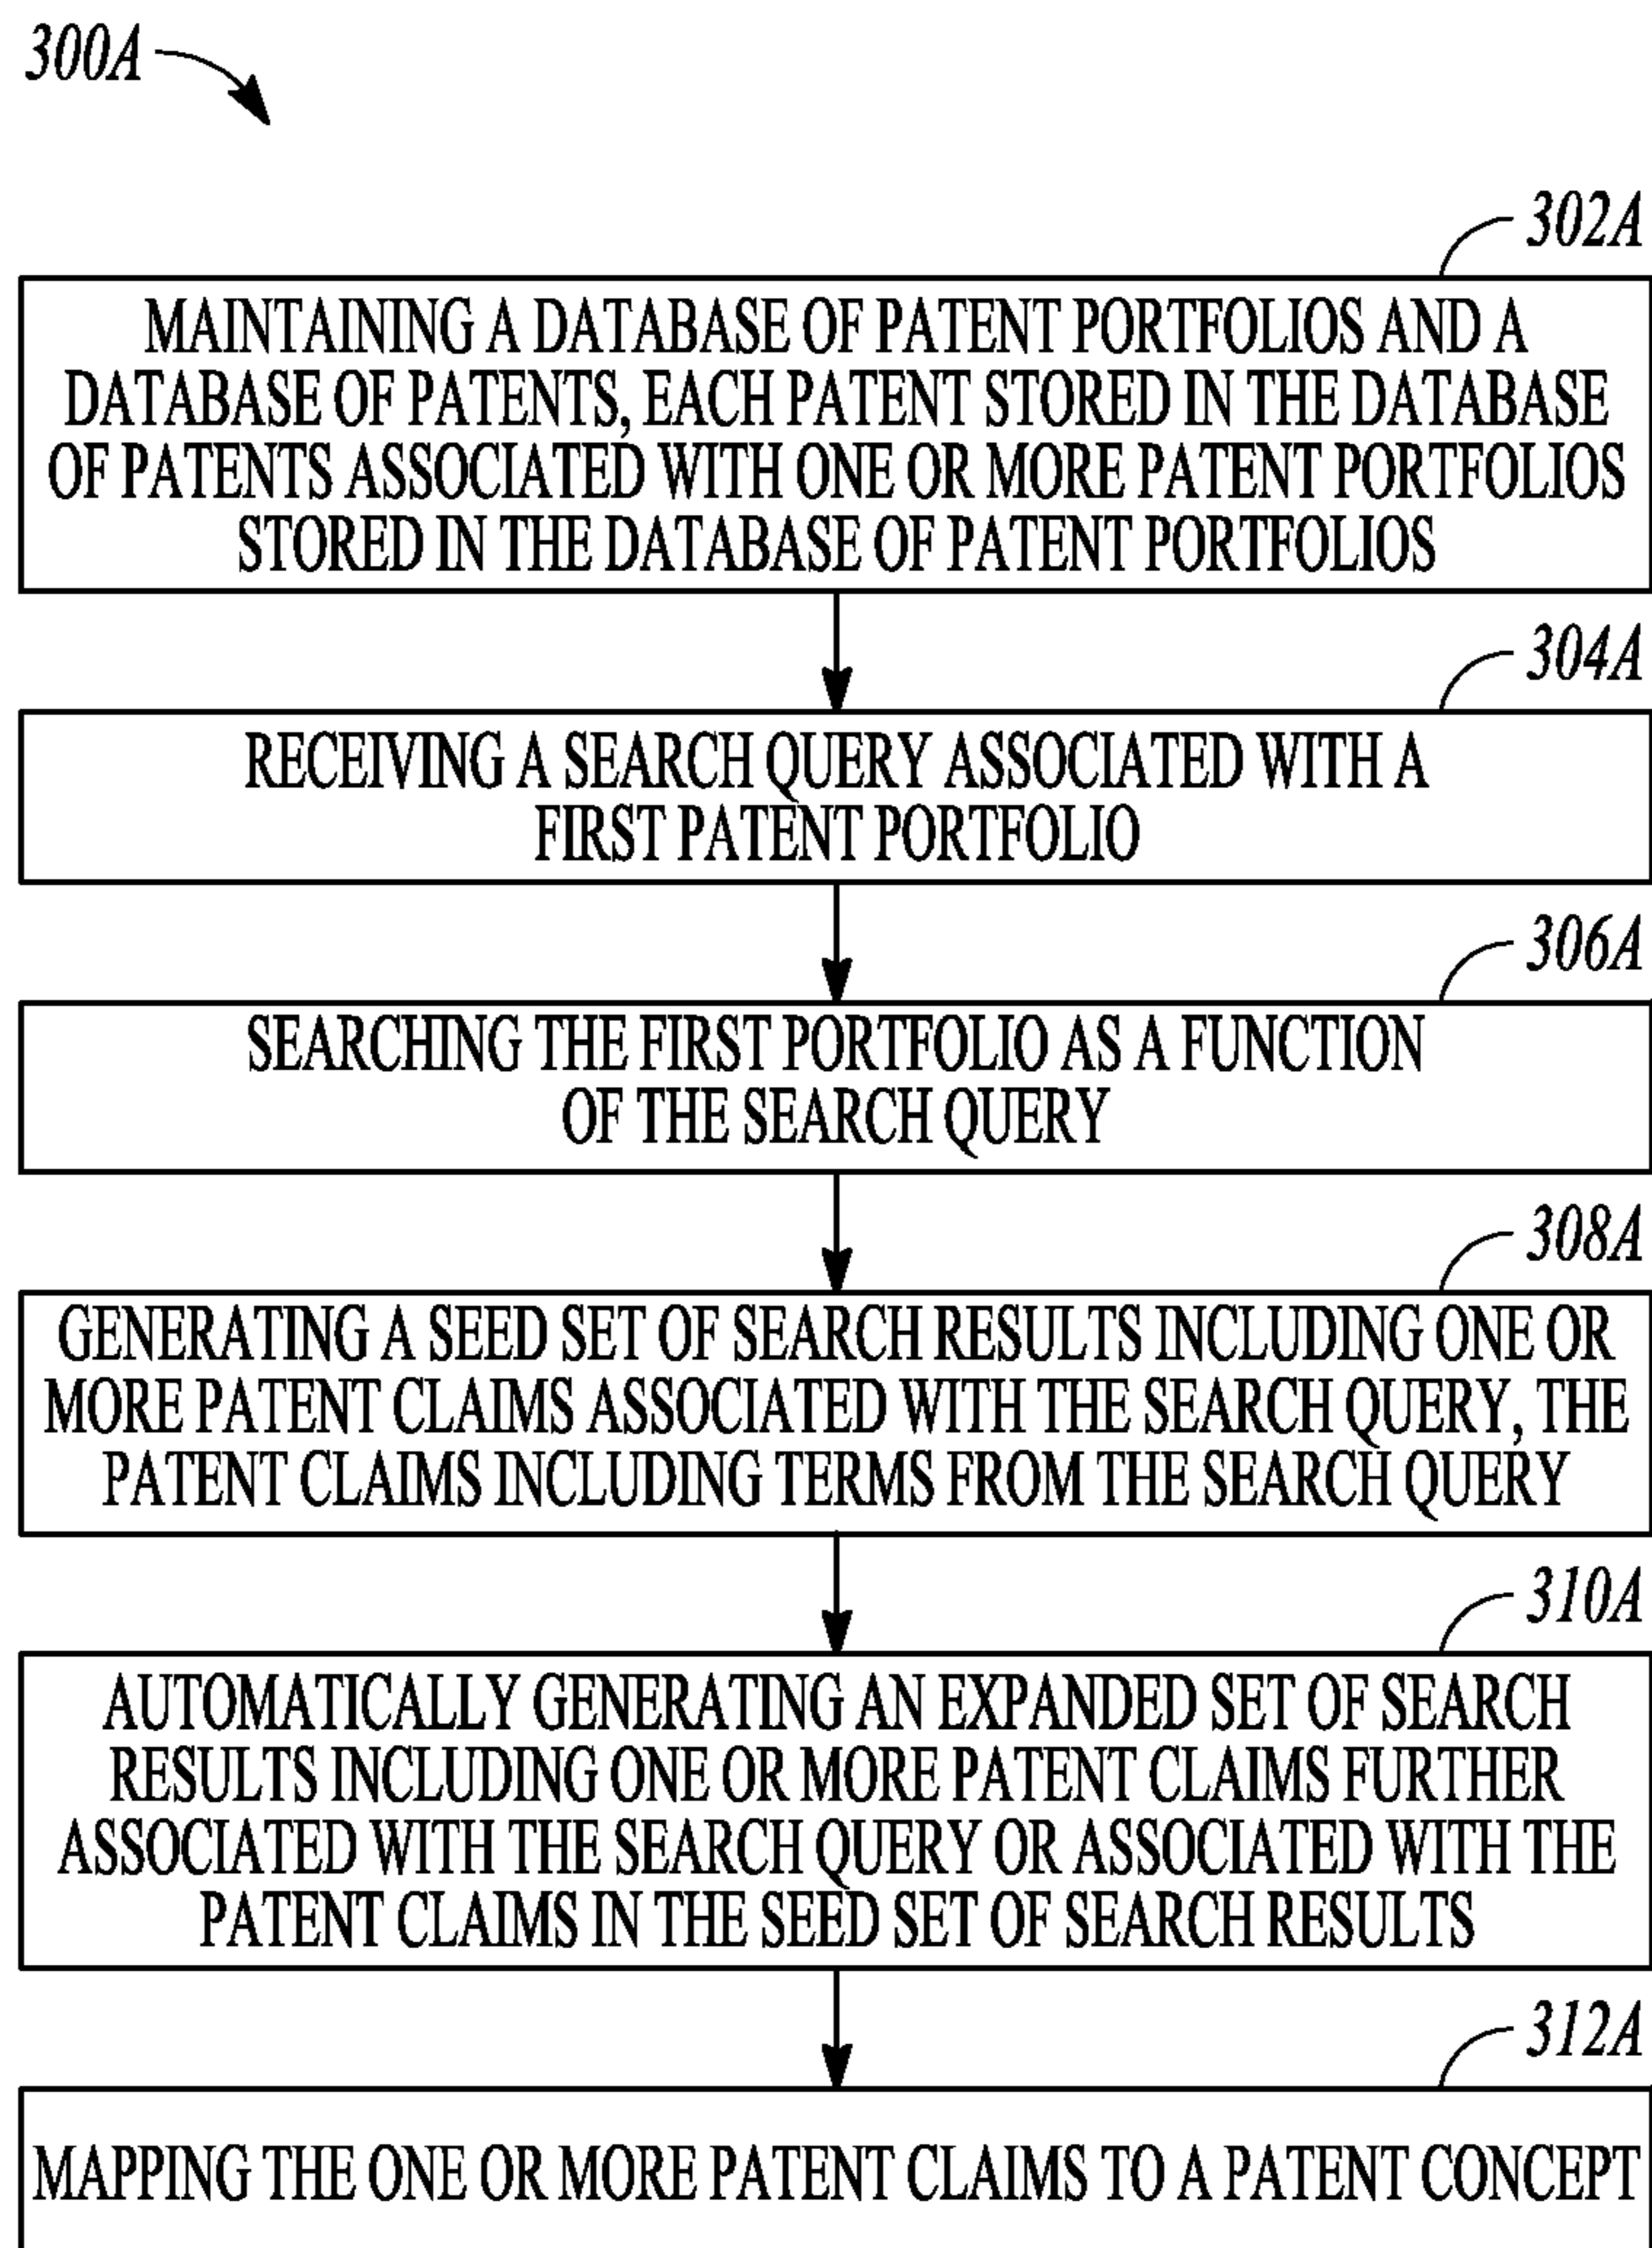 300A
302A
MAINTAINING A DATABASE OF PATENT PORTFOLIOS AND A
DATABASE OF PATENTS, EACH PATENT STORED IN THE DATABASE
OF PATENTS ASSOCIATED WITH ONE OR MORE PATENT PORTFOLIOS
STORED IN THE DATABASE OF PATENT PORTFOLIOS
304A
RECEIVING A SEARCH QUERY ASSOCIATED WITH A
FIRST PATENT PORTFOLIO
306A
SEARCHING THE FIRST PORTFOLIO AS A FUNCTION
OF THE SEARCH QUERY
308A
GENERATING A SEED SET OF SEARCH RESULTS INCLUDING ONE OR
MORE PATENT CLAIMS ASSOCIATED WITH THE SEARCH QUERY, THE
PATENT CLAIMS INCLUDING TERMS FROM THE SEARCH QUERY
310A
AUTOMATICALLY GENERATING AN EXPANDED SET OF SEARCH
RESULTS INCLUDING ONE OR MORE PATENT CLAIMS FURTHER
ASSOCIATED WITH THE SEARCH QUERY OR ASSOCIATED WITH THE
PATENT CLAIMS IN THE SEED SET OF SEARCH RESULTS
312A
MAPPING THE ONE OR MORE PATENT CLAIMS TO A PATENT CONCEPT